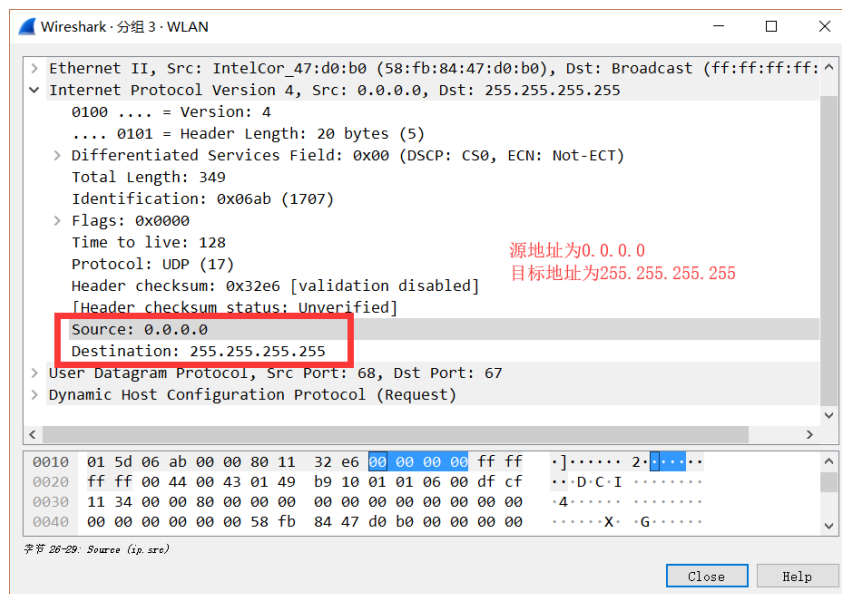 Wireshark · 分组 3 · WLAN
Ethernet II, Src: IntelCor_47:d0:b0 (58:fb:84:47:d0:b0), Dst: Broadcast (ff:ff:ff:ff:
Internet Protocol Version 4, Src: 0.0.0.0, Dst: 255.255.255.255
0100 .... = Version: 4
.... 0101 = Header Length: 20 bytes (5)
Differentiated Services Field: 0x00 (DSCP: CS0, ECN: Not-ECT)
Total Length: 349
Identification: 0x06ab (1707)
Flags: 0x0000
Time to live: 128
Protocol: UDP (17)
Header checksum: 0x32e6 [validation disabled]
[Header checksum status: Unverified]
源地址为0.0.0.0
目标地址为255.255.255.255
Source: 0.0.0.0
Destination: 255.255.255.255
User Datagram Protocol, Src Port: 68, Dst Port: 67
Dynamic Host Configuration Protocol (Request)
0010 01 5d 06 ab 00 00 80 11 32 e6 00 00 00 00 ff ff ·]······ 2·······
0020 ff ff 00 44 00 43 01 49 b9 10 01 01 06 00 df cf ···D·C·I ········
0030 11 34 00 00 80 00 00 00 00 00 00 00 00 00 00 00 ·4······ ········
0040 00 00 00 00 00 00 58 fb 84 47 d0 b0 00 00 00 00 ······X· ·G······
字节 26-29: Source (ip.src)
Close
Help